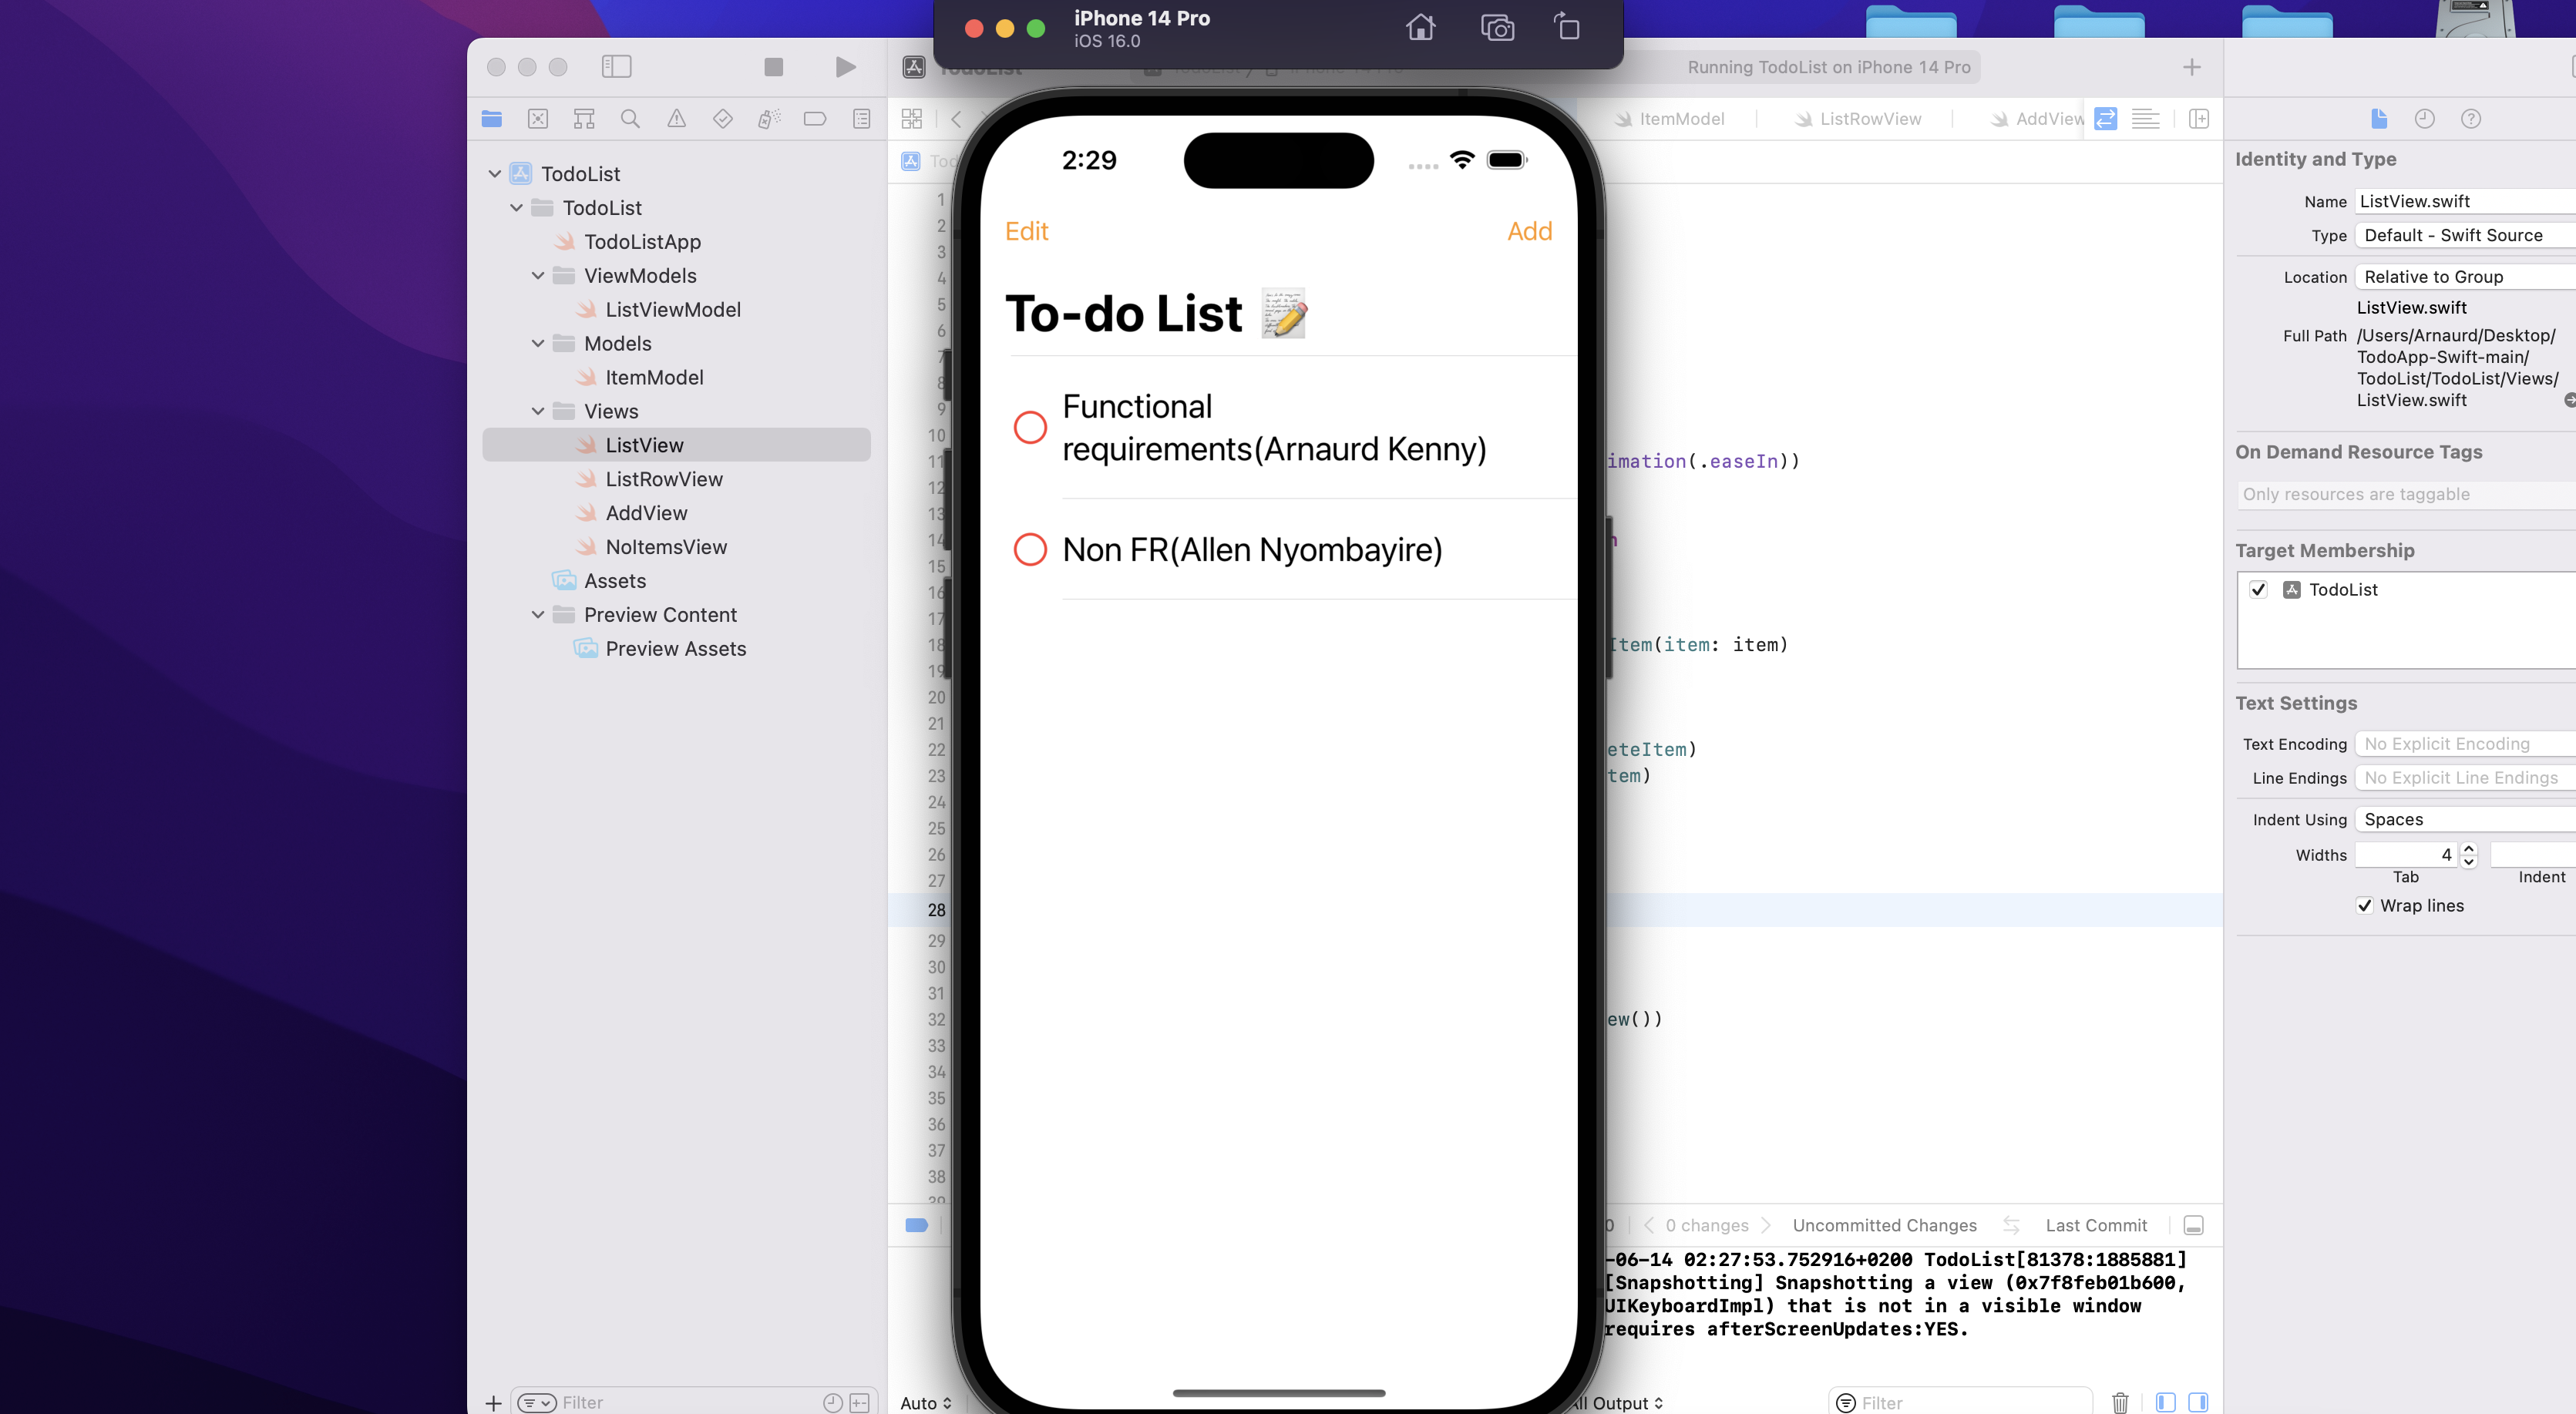 iPhone 14 Pro
iOS 16.0
TodoList
Running TodoList on iPhone 14 Pro
ItemModel
ListRowView
AddView
TodoList
TodoList
TodoListApp
ViewModels
ListViewModel
Models
ItemModel
Views
ListView
ListRowView
AddView
NoItemsView
Assets
Preview Content
Preview Assets
Filter
1
2
3
4
5
6
7
8
9
10
11
12
13
14
15
16
17
18
19
20
21
22
23
24
25
26
27
28
29
30
31
32
33
34
35
36
37
38
39
2:29
Edit
Add
To-do List
Functional
requirements(Arnaurd Kenny)
Non FR(Allen Nyombayire)
imation(.easeIn))
Item(item: item)
eteItem)
tem)
ew())
0 changes
Uncommitted Changes
Last Commit
-06-14 02:27:53.752916+0200 TodoList[81378:1885881]
[Snapshotting] Snapshotting a view (0x7f8feb01b600,
UIKeyboardImpl) that is not in a visible window
requires afterScreenUpdates:YES.
Auto
All Output
Filter
Identity and Type
Name ListView.swift
Type Default - Swift Source
Location Relative to Group
ListView.swift
Full Path /Users/Arnaurd/Desktop/
TodoApp-Swift-main/
TodoList/TodoList/Views/
ListView.swift
On Demand Resource Tags
Only resources are taggable
Target Membership
TodoList
Text Settings
Text Encoding No Explicit Encoding
Line Endings No Explicit Line Endings
Indent Using Spaces
Widths 4
Tab Indent
Wrap lines